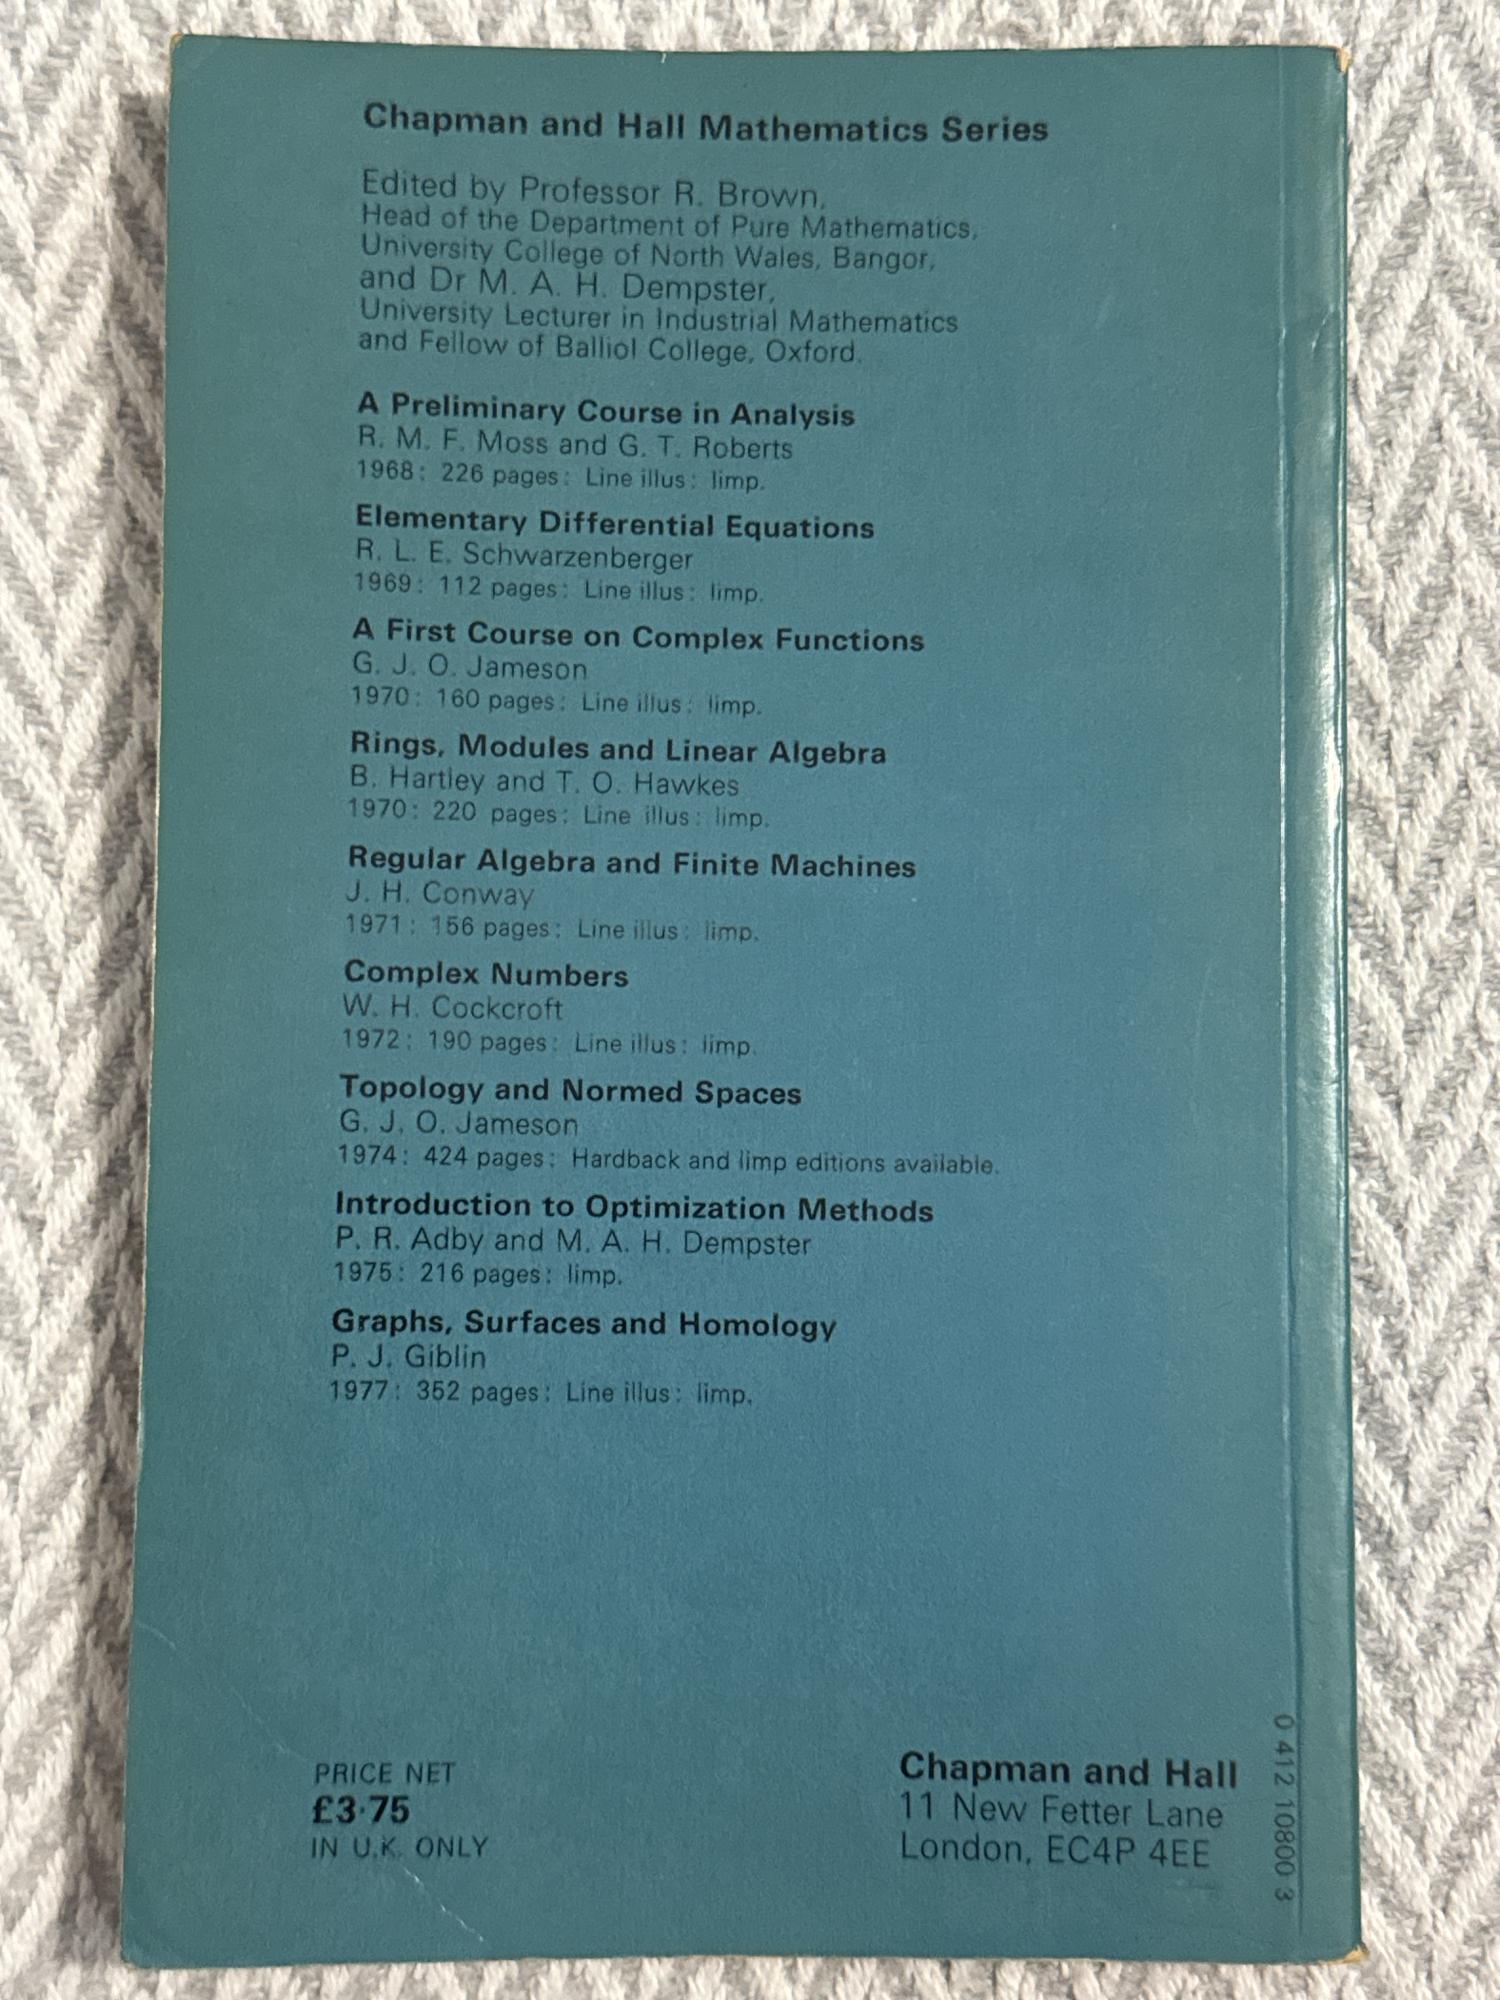 Chapman and Hall Mathematics Series
Edited by Professor R. Brown,
Head of the Department of Pure Mathematics,
University College of North Wales, Bangor,
and Dr M. A. H. Dempster,
University Lecturer in Industrial Mathematics
and Fellow of Balliol College, Oxford.
A Preliminary Course in Analysis
R. M. F. Moss and G. T. Roberts
1968: 226 pages: Line illus: limp.
Elementary Differential Equations
R. L. E. Schwarzenberger
1969: 112 pages: Line illus: limp.
A First Course on Complex Functions
G. J. O. Jameson
1970: 160 pages: Line illus: limp.
Rings, Modules and Linear Algebra
B. Hartley and T. O. Hawkes
1970: 220 pages: Line illus: limp.
Regular Algebra and Finite Machines
J. H. Conway
1971: 156 pages: Line illus: limp.
Complex Numbers
W. H. Cockcroft
1972: 190 pages: Line illus: limp.
Topology and Normed Spaces
G. J. O. Jameson
1974: 424 pages: Hardback and limp editions available.
Introduction to Optimization Methods
P. R. Adby and M. A. H. Dempster
1975: 216 pages: limp.
Graphs, Surfaces and Homology
P. J. Giblin
1977: 352 pages: Line illus: limp.
PRICE NET
£3·75
IN U.K. ONLY
Chapman and Hall
11 New Fetter Lane
London, EC4P 4EE
0 412 10800 3